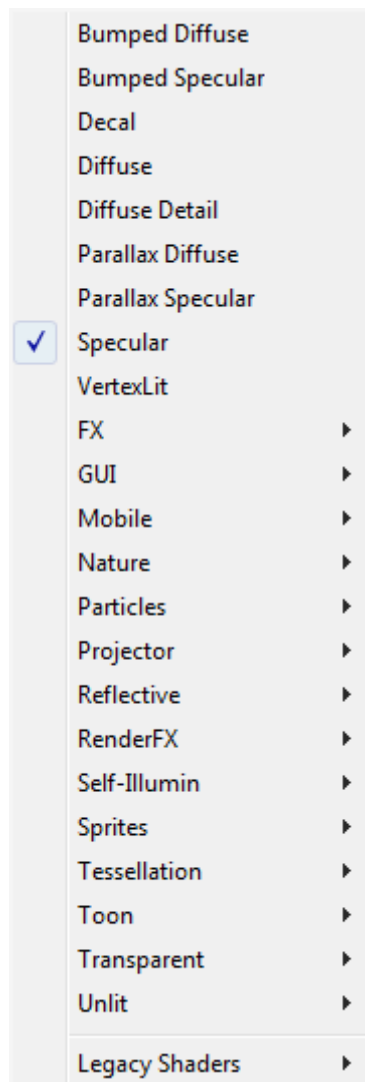 Bumped Diffuse
Bumped Specular
Decal
Diffuse
Diffuse Detail
Parallax Diffuse
Parallax Specular
Specular
VertexLit
FX
GUI
Mobile
Nature
Particles
Projector
Reflective
RenderFX
Self-Illumin
Sprites
Tessellation
Toon
Transparent
Unlit
Legacy Shaders